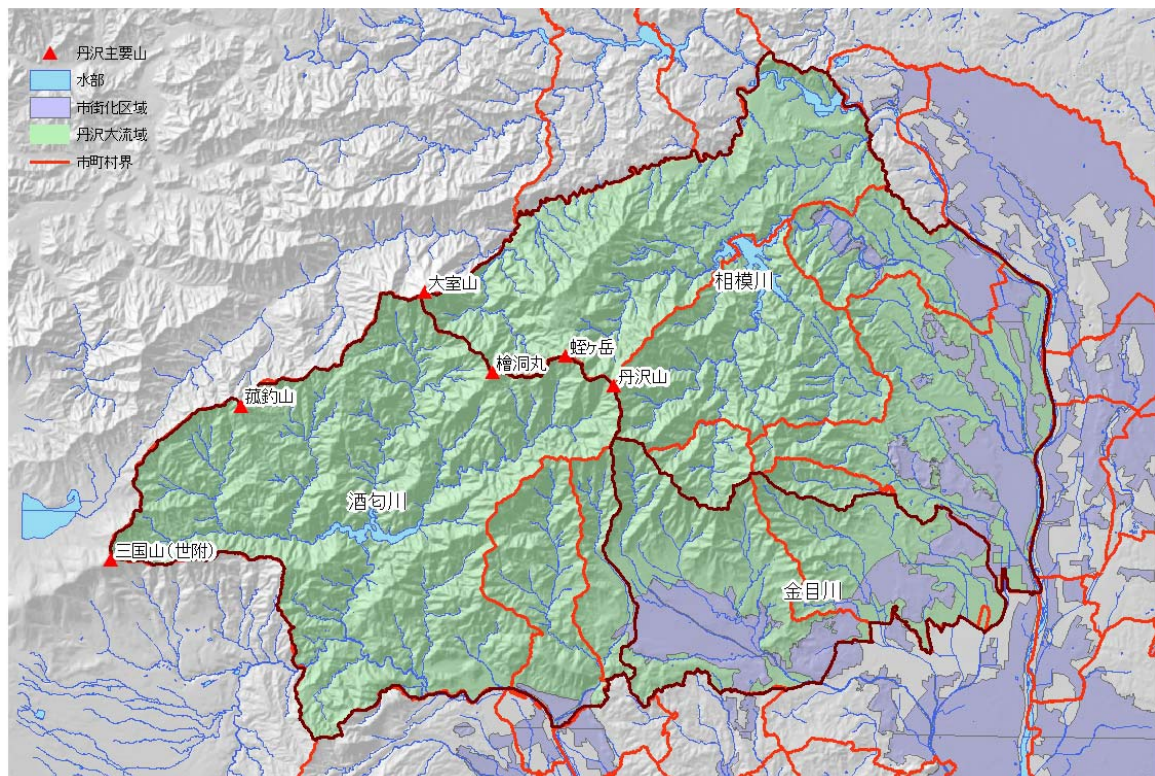 丹沢主要山
水部
市街化区域
丹沢大流域
市町村界
大室山
相模川
蛭ヶ岳
檜洞丸
丹沢山
菰釣山
酒匂川
三国山(世附)
金目川